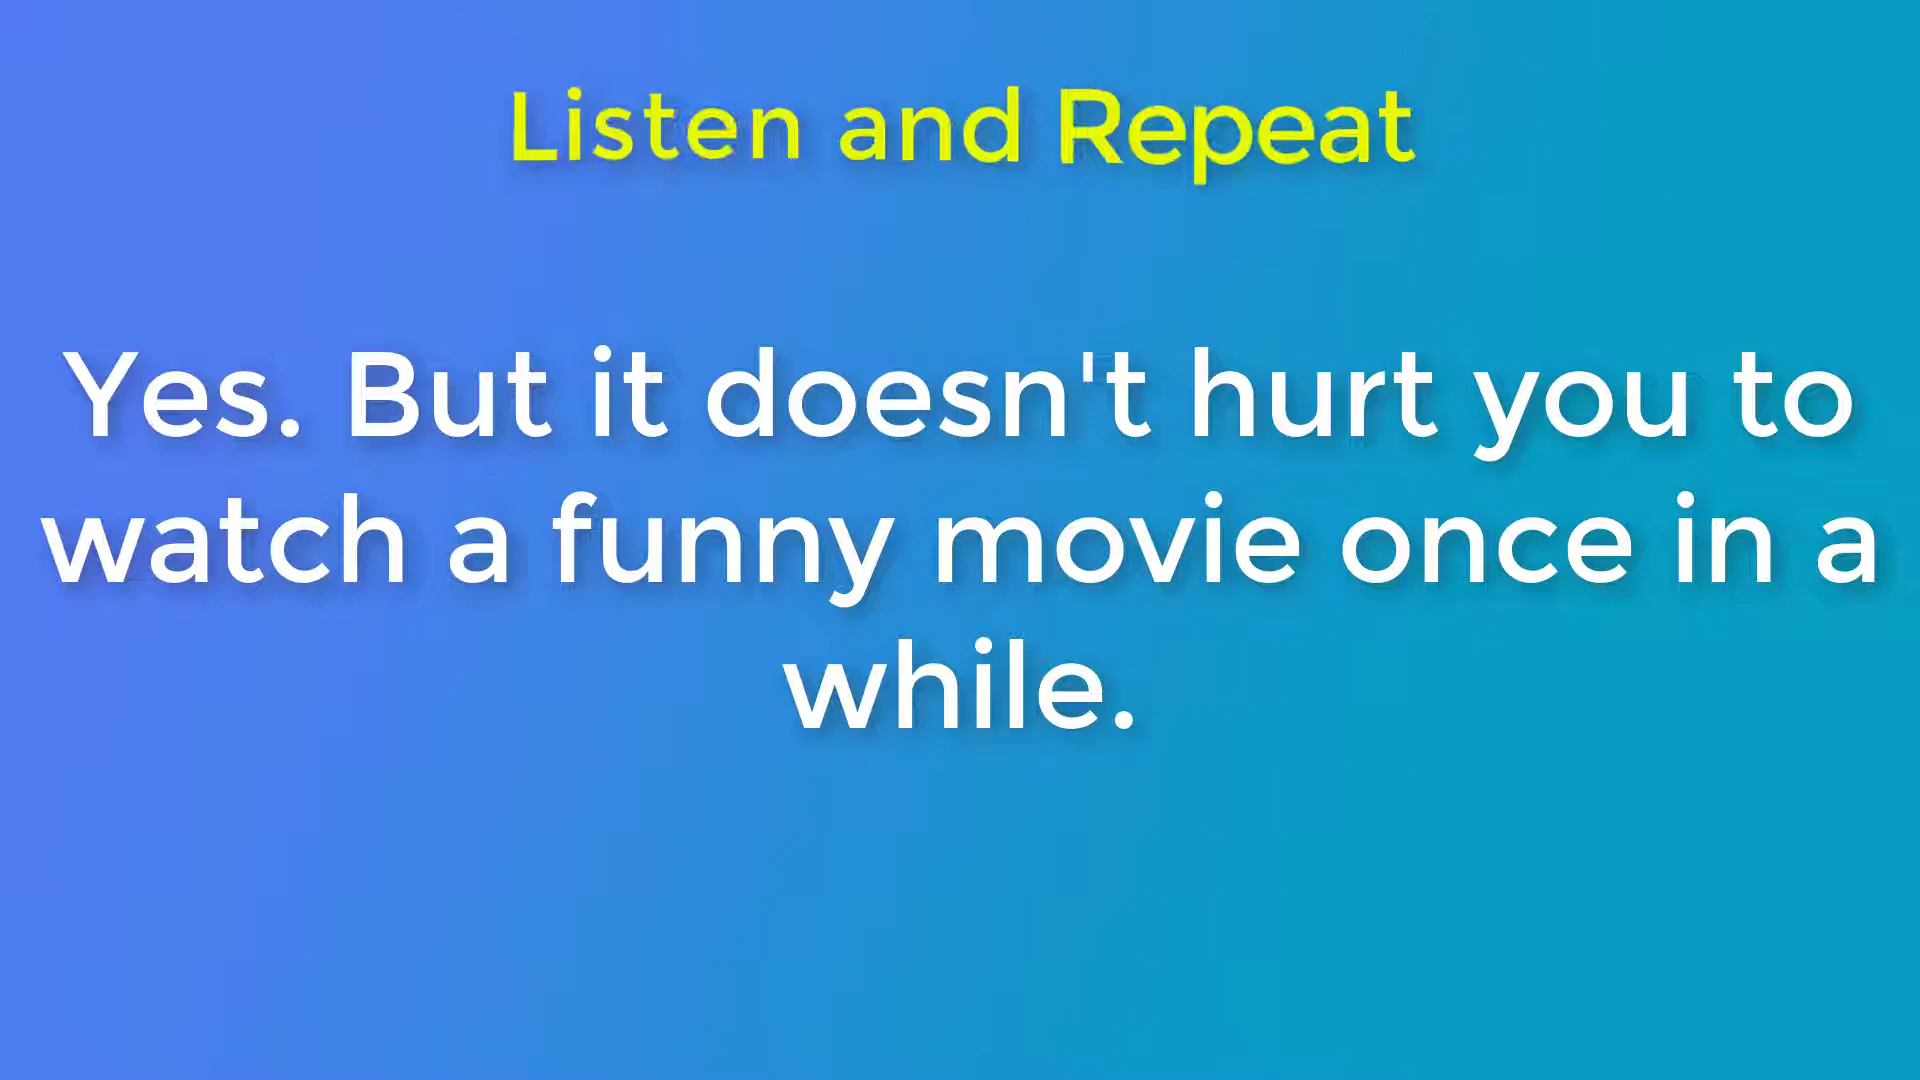 Listen and Repeat
Yes. But it doesn't hurt you to
watch a funny movie once in a
while.